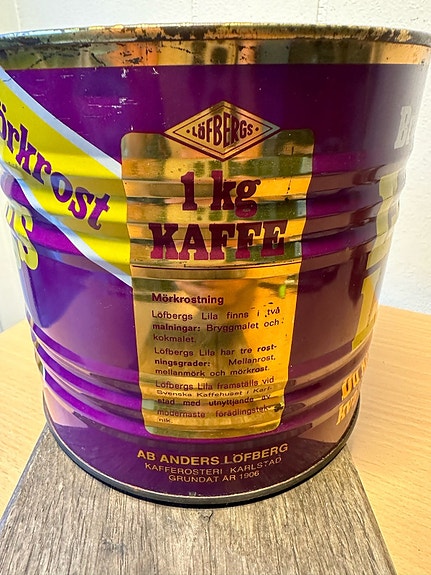 Mörkrost
LÖFBERGS
1 kg
KAFFE
Mörkrostning
Löfbergs Lila finns i två
malningar: Bryggmalet och
kokmalet.
Löfbergs Lila har tre rost-
ningsgrader: Mellanrost,
mellanmörk och mörkrost.
Löfbergs Lila framställs vid
Svenska Kaffehuset i Karl-
stad med utnyttjande av
modernaste förädlingstek-
nik.
AB ANDERS LÖFBERG
KAFFEROSTERI KARLSTAD
GRUNDAT ÅR 1906